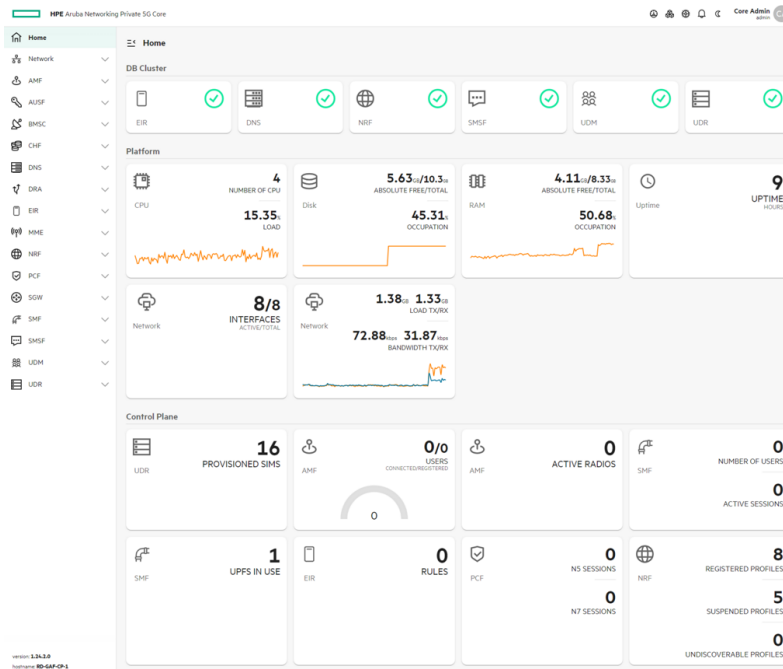 HPE Aruba Networking Private 5G Core
Core Admin
admin
Home
Network
AMF
AUSF
BMSC
CHF
DNS
DRA
EIR
MME
NRF
PCF
SGW
SMF
SMSF
UDM
UDR
version: 1.24.2.0
hostname: RD-GAF-CP-1
Home
DB Cluster
EIR
DNS
NRF
SMSF
UDM
UDR
Platform
CPU
4
NUMBER OF CPU
15.35%
LOAD
Disk
5.63GB/10.3GB
ABSOLUTE FREE/TOTAL
45.31%
OCCUPATION
RAM
4.11GB/8.33GB
ABSOLUTE FREE/TOTAL
50.68%
OCCUPATION
Uptime
9
UPTIME
HOURS
Network
8/8
INTERFACES
ACTIVE/TOTAL
Network
1.38GB 1.33GB
LOAD TX/RX
72.88kbps 31.87kbps
BANDWIDTH TX/RX
Control Plane
UDR
16
PROVISIONED SIMS
AMF
0/0
USERS
CONNECTED/REGISTERED
0
AMF
0
ACTIVE RADIOS
SMF
0
NUMBER OF USERS
0
ACTIVE SESSIONS
SMF
1
UPFS IN USE
EIR
0
RULES
PCF
0
N5 SESSIONS
0
N7 SESSIONS
NRF
8
REGISTERED PROFILES
5
SUSPENDED PROFILES
0
UNDISCOVERABLE PROFILES